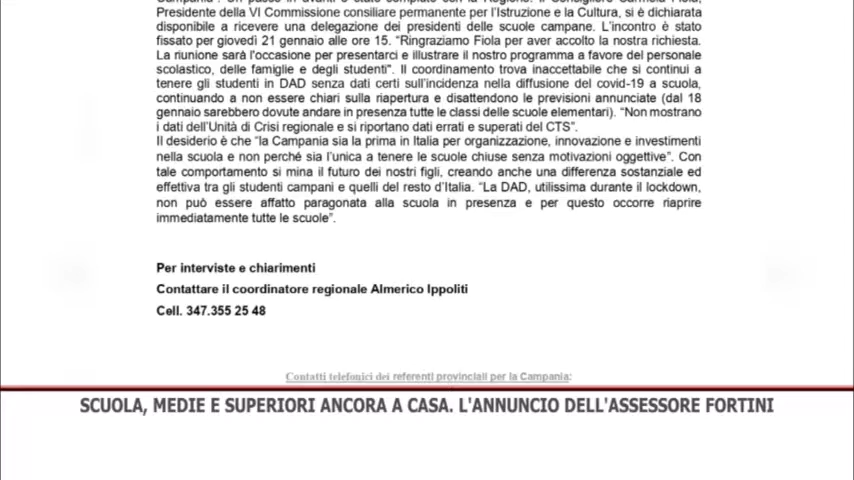 Presidente della VI Commissione consiliare permanente per l'Istruzione e la Cultura, si è dichiarata
disponibile a ricevere una delegazione dei presidenti delle scuole campane. L'incontro è stato
fissato per giovedì 21 gennaio alle ore 15. “Ringraziamo Fiola per aver accolto la nostra richiesta.
La riunione sarà l'occasione per presentarci e illustrare il nostro programma a favore del personale
scolastico, delle famiglie e degli studenti". Il coordinamento trova inaccettabile che si continui a
tenere gli studenti in DAD senza dati certi sull'incidenza nella diffusione del covid-19 a scuola,
continuando a non essere chiari sulla riapertura e disattendono le previsioni annunciate (dal 18
gennaio sarebbero dovute andare in presenza tutte le classi delle scuole elementari). “Non mostrano
i dati dell'Unità di Crisi regionale e si riportano dati errati e superati del CTS”.
Il desiderio è che “la Campania sia la prima in Italia per organizzazione, innovazione e investimenti
nella scuola e non perché sia l'unica a tenere le scuole chiuse senza motivazioni oggettive”. Con
tale comportamento si mina il futuro dei nostri figli, creando anche una differenza sostanziale ed
effettiva tra gli studenti campani e quelli del resto d'Italia. “La DAD, utilissima durante il lockdown,
non può essere affatto paragonata alla scuola in presenza e per questo occorre riaprire
immediatamente tutte le scuole”.
Per interviste e chiarimenti
Contattare il coordinatore regionale Almerico Ippoliti
Cell. 347.355 25 48
Contatti telefonici dei referenti provinciali per la Campania:
SCUOLA, MEDIE E SUPERIORI ANCORA A CASA. L'ANNUNCIO DELL'ASSESSORE FORTINI